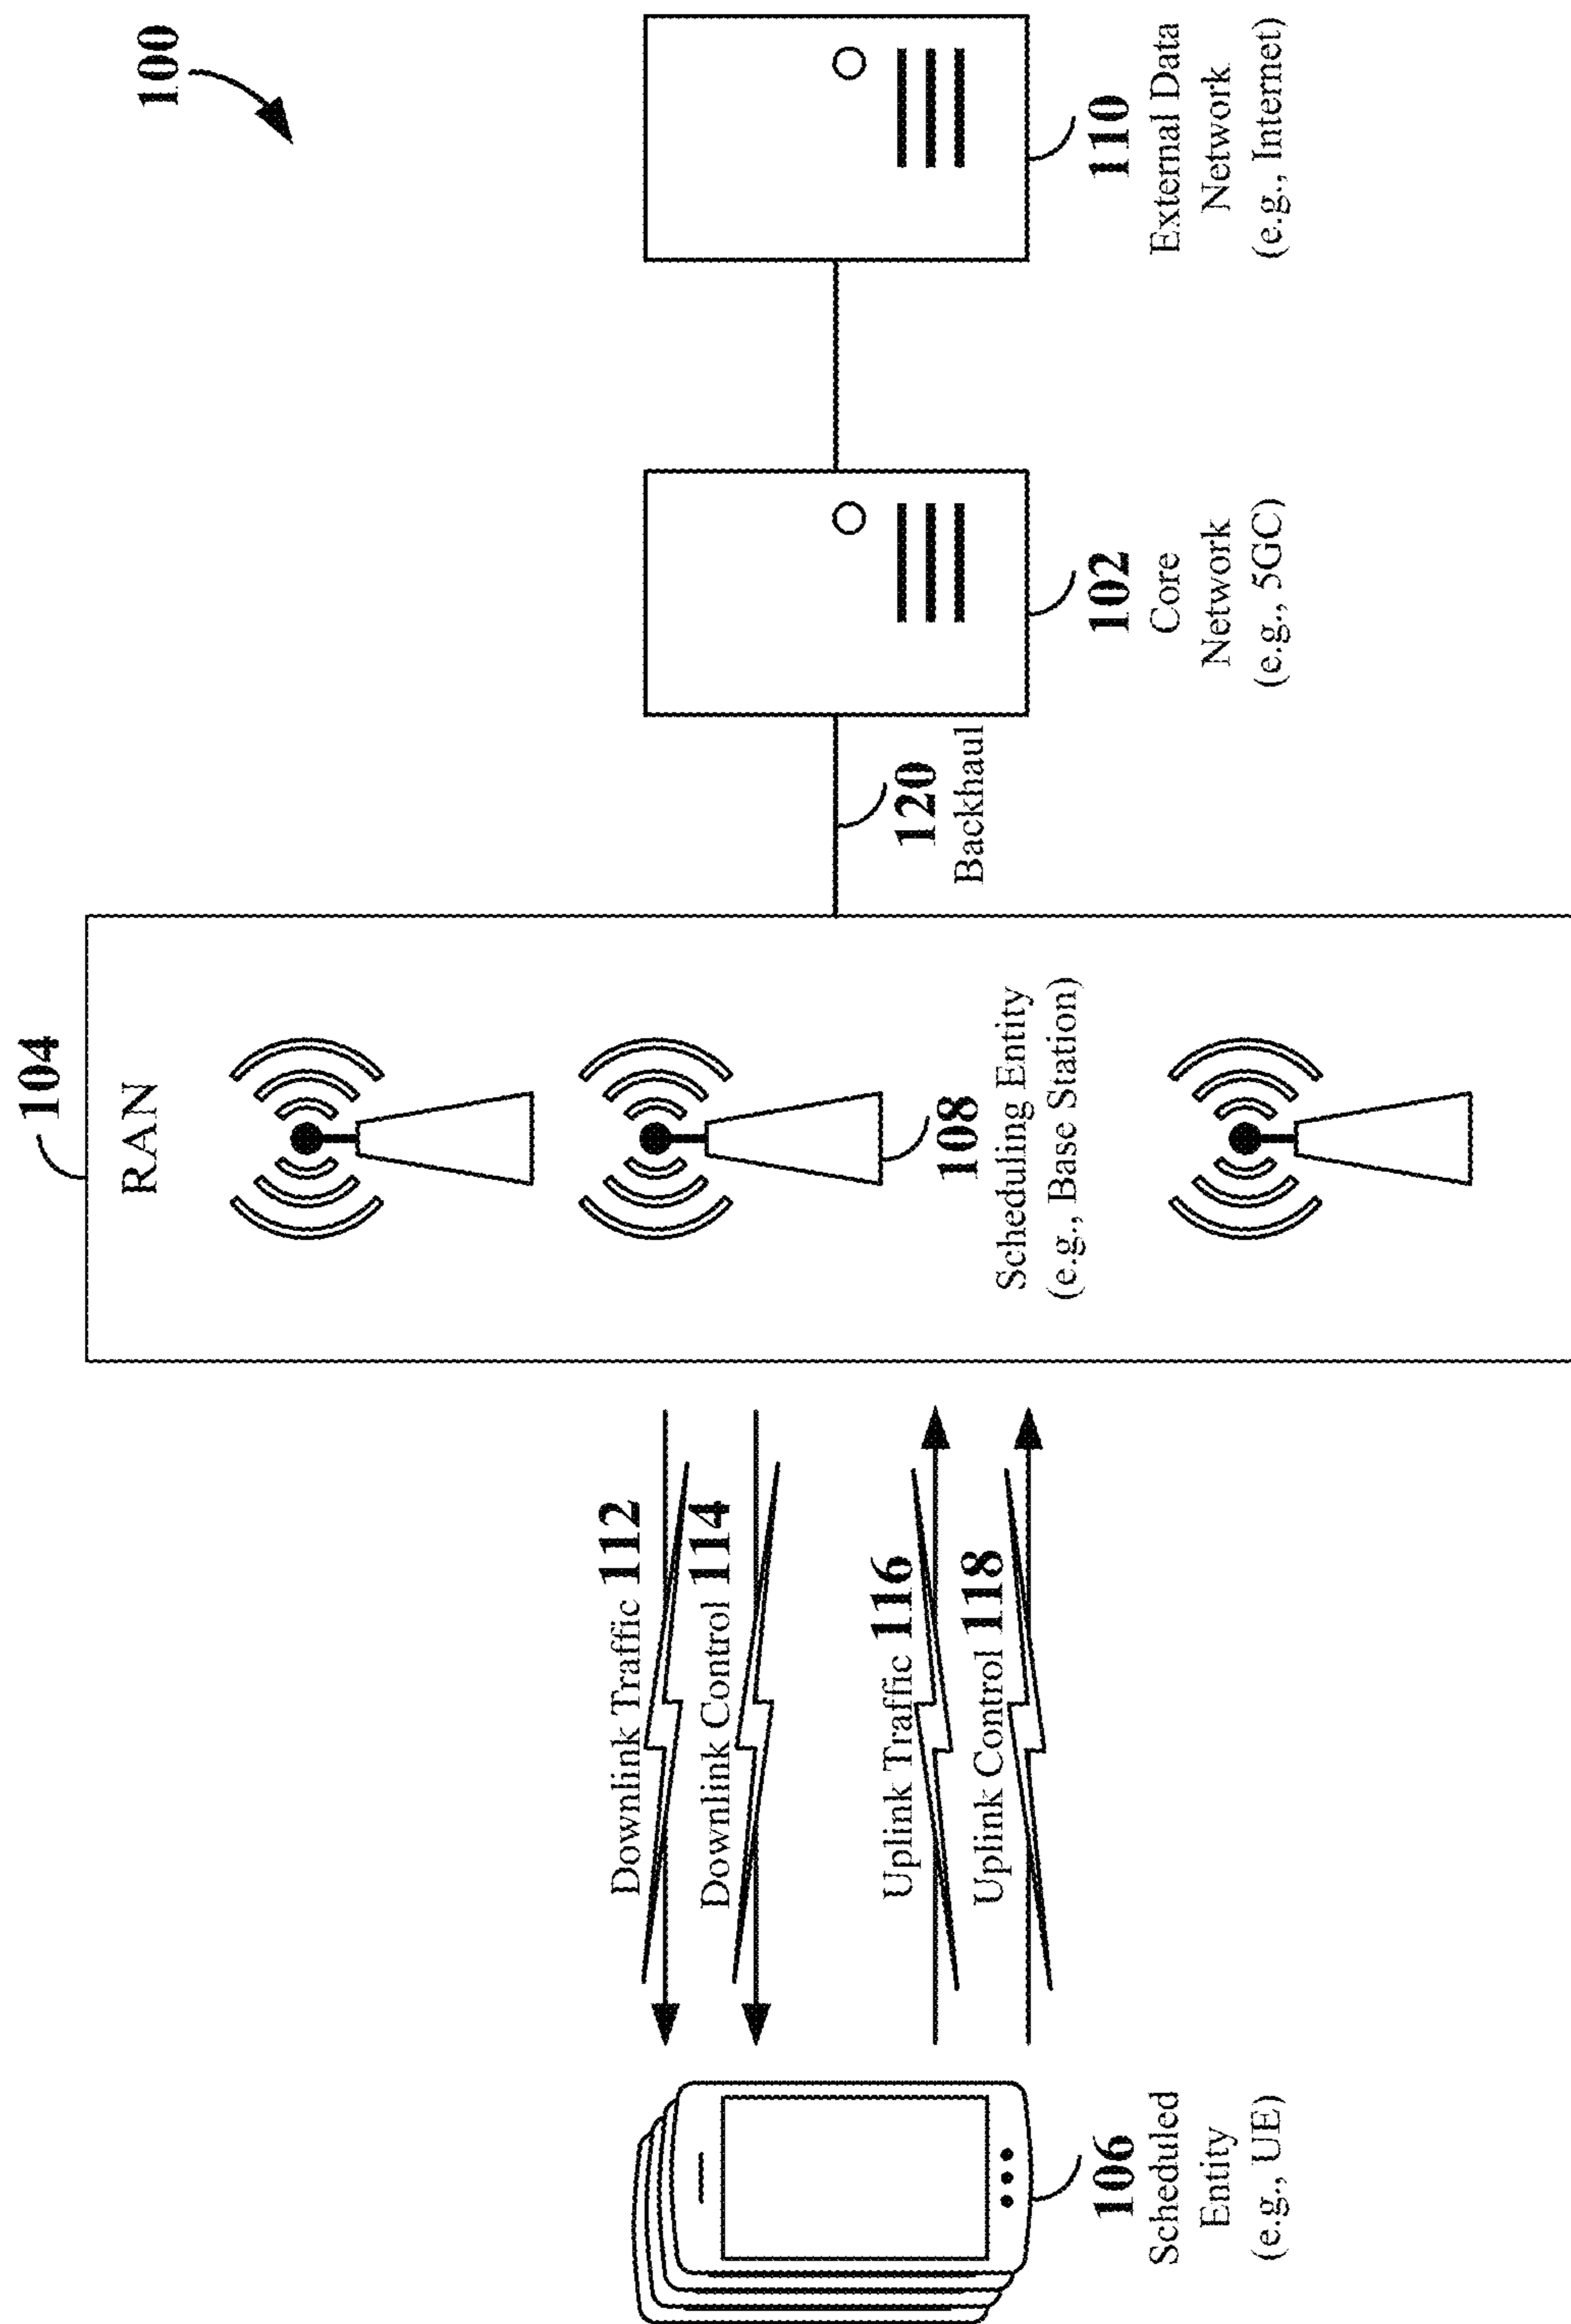 100
104
RAN
Downlink Traffic 112
Downlink Control 114
Uplink Traffic 116
Uplink Control 118
108
Scheduling Entity
(e.g., Base Station)
120
Backhaul
106
Scheduled
Entity
(e.g., UE)
102
Core
Network
(e.g., 5GC)
110
External Data
Network
(e.g., Internet)